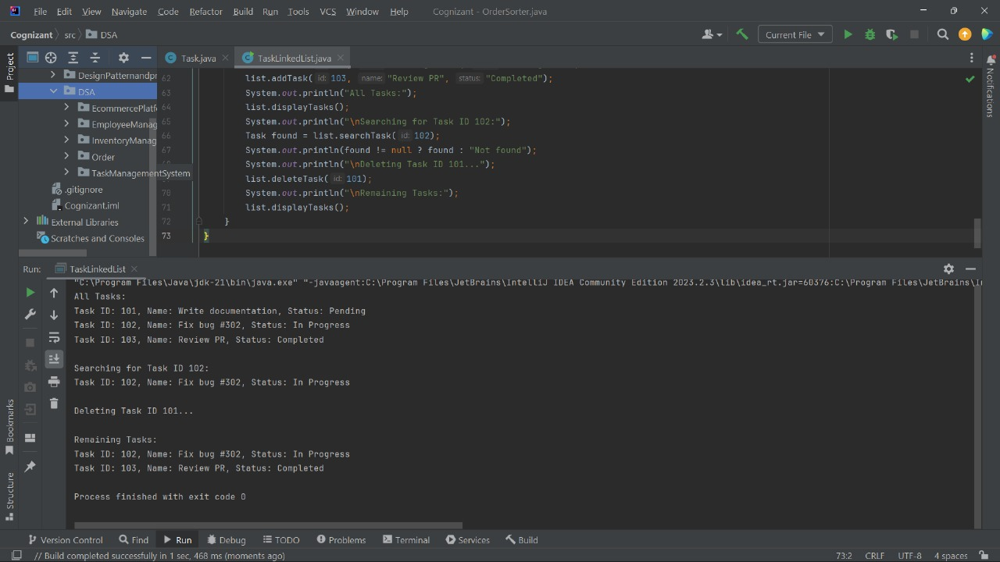 File Edit View Navigate Code Refactor Build Run Tools VCS Window Help Cognizant - OrderSorter.java
Cognizant src DSA Current File
Project
Task.java TaskLinkedList.java
DesignPatternandpr
DSA
EcommercePlatf
EmployeeManag
InventoryManag
Order
TaskManagementSystem
.gitignore
Cognizant.iml
External Libraries
Scratches and Consoles
62 list.addTask( id: 103, name: "Review PR", status: "Completed");
63 System.out.println("All Tasks:");
64 list.displayTasks();
65 System.out.println("\nSearching for Task ID 102:");
66 Task found = list.searchTask( id: 102);
67 System.out.println(found != null ? found : "Not found");
System.out.println("\nDeleting Task ID 101...");
list.deleteTask( id: 101);
70 System.out.println("\nRemaining Tasks:");
71 list.displayTasks();
72 }
73 }
Notifications
Run: TaskLinkedList
"C:\Program Files\Java\jdk-21\bin\java.exe" "-javaagent:C:\Program Files\JetBrains\IntelliJ IDEA Community Edition 2023.2.3\lib\idea_rt.jar=60376:C:\Program Files\JetBrains\I
All Tasks:
Task ID: 101, Name: Write documentation, Status: Pending
Task ID: 102, Name: Fix bug #302, Status: In Progress
Task ID: 103, Name: Review PR, Status: Completed
Searching for Task ID 102:
Task ID: 102, Name: Fix bug #302, Status: In Progress
Deleting Task ID 101...
Remaining Tasks:
Task ID: 102, Name: Fix bug #302, Status: In Progress
Task ID: 103, Name: Review PR, Status: Completed
Process finished with exit code 0
Bookmarks
Structure
Version Control Find Run Debug TODO Problems Terminal Services Build
// Build completed successfully in 1 sec, 468 ms (moments ago) 73:2 CRLF UTF-8 4 spaces